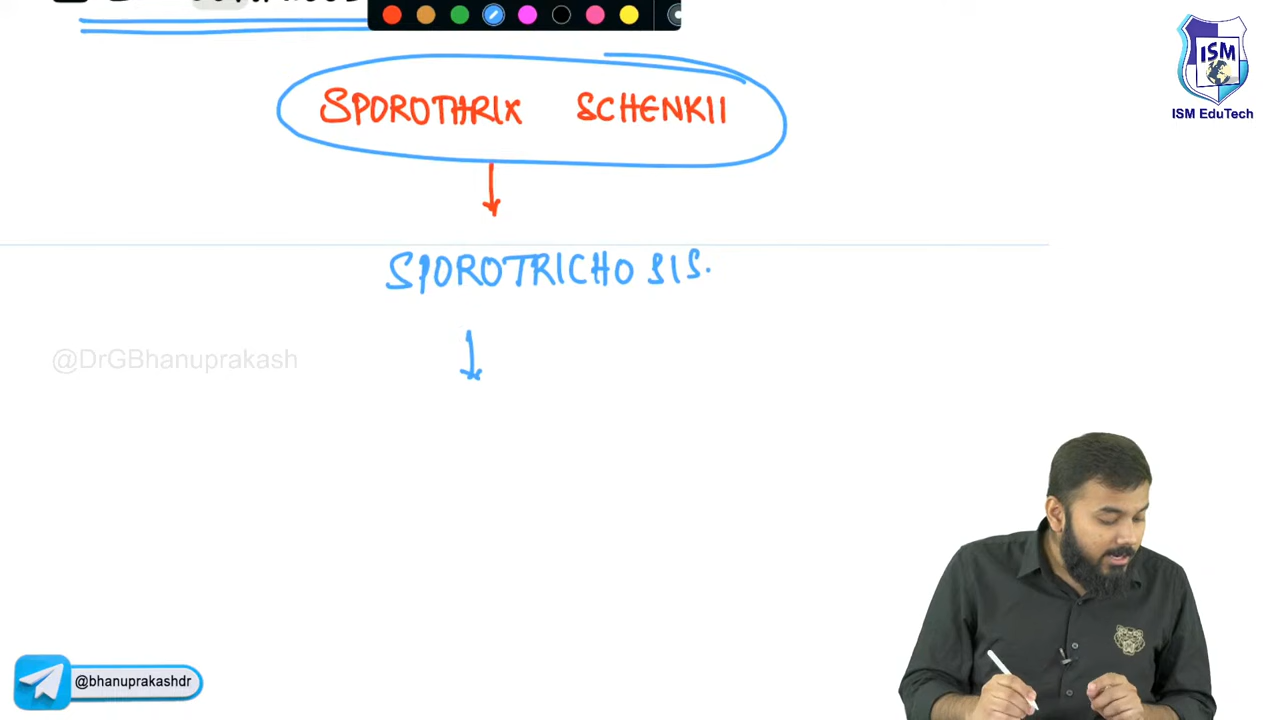 ISM
ISM EduTech
SPOROTHRIX SCHENKII
SPOROTRICHOSIS.
@DrGBhanuprakash
@bhanuprakashdr